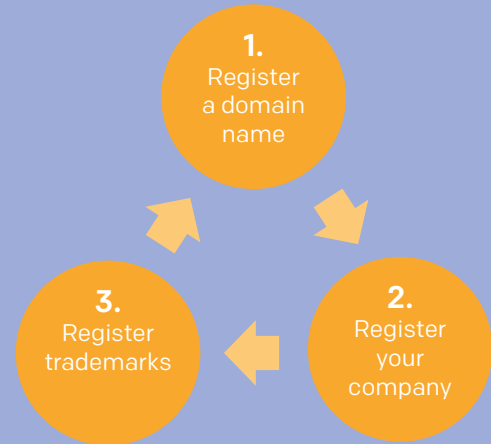 1.
Register
a domain
name
2.
Register
your
company
3.
Register
trademarks